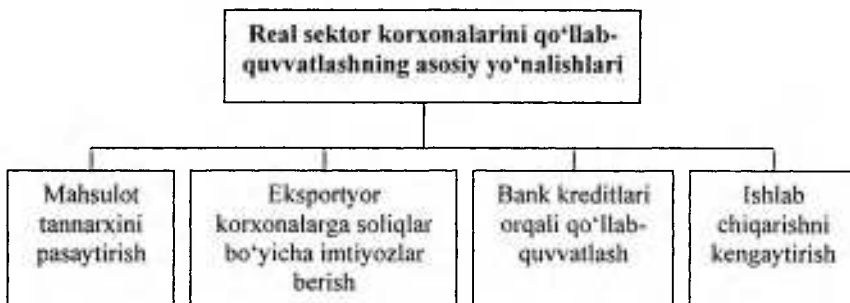 Real sektor korxonalarini qo‘llab-
quvvatlashning asosiy yo‘nalishlari
Mahsulot
tannarxini
pasaytirish
Eksportyor
korxonalarga soliqlar
bo‘yicha imtiyozlar
berish
Bank kreditlari
orqali qo‘llab-
quvvatlash
Ishlab
chiqarishni
kengaytirish